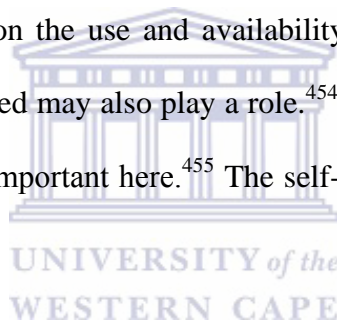 on the use and availability
ed may also play a role.⁴⁵⁴
mportant here.⁴⁵⁵ The self-
UNIVERSITY of the
WESTERN CAPE